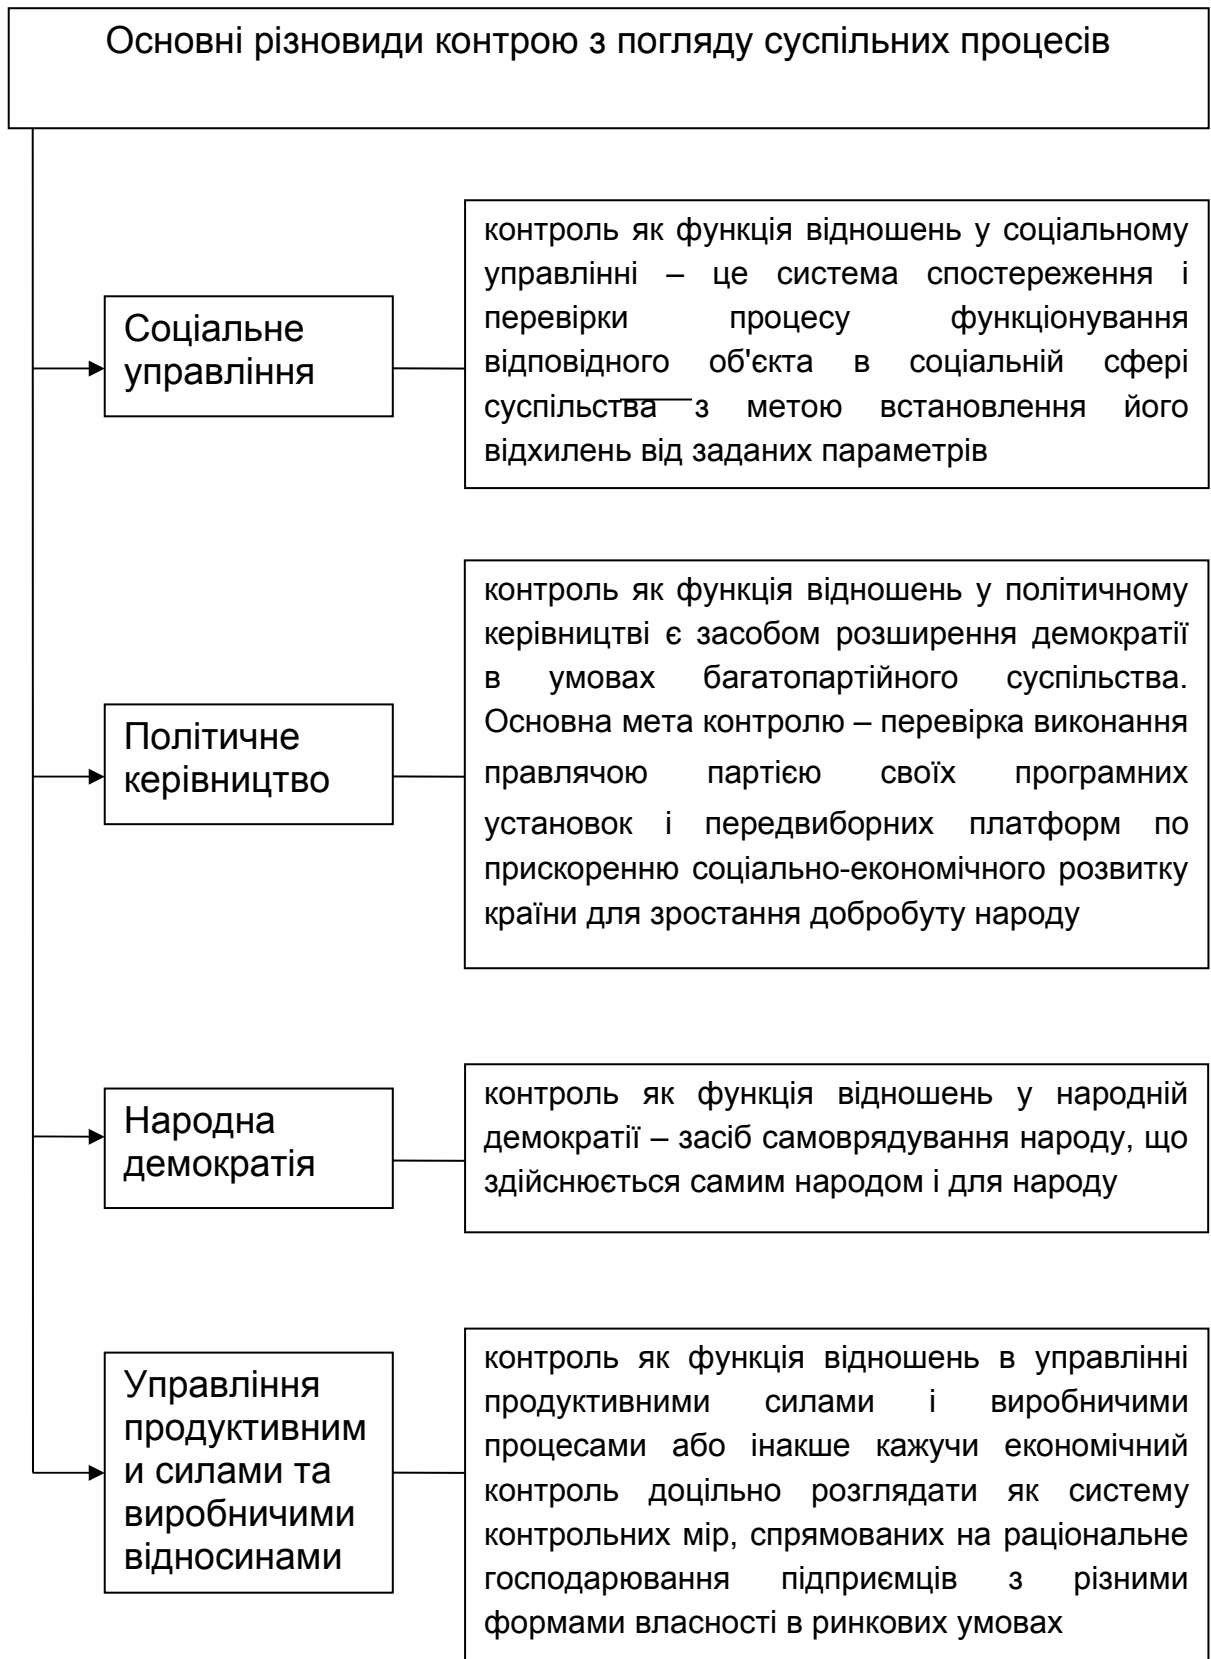 Основні різновиди контрою з погляду суспільних процесів
Соціальне
управління
контроль як функція відношень у соціальному
управлінні – це система спостереження і
перевірки процесу функціонування
відповідного об'єкта в соціальній сфері
суспільства з метою встановлення його
відхилень від заданих параметрів
Політичне
керівництво
контроль як функція відношень у політичному
керівництві є засобом розширення демократії
в умовах багатопартійного суспільства.
Основна мета контролю – перевірка виконання
правлячою партією своїх програмних
установок і передвиборних платформ по
прискоренню соціально-економічного розвитку
країни для зростання добробуту народу
Народна
демократія
контроль як функція відношень у народній
демократії – засіб самоврядування народу, що
здійснюється самим народом і для народу
Управління
продуктивним
и силами та
виробничими
відносинами
контроль як функція відношень в управлінні
продуктивними силами і виробничими
процесами або інакше кажучи економічний
контроль доцільно розглядати як систему
контрольних мір, спрямованих на раціональне
господарювання підприємців з різними
формами власності в ринкових умовах